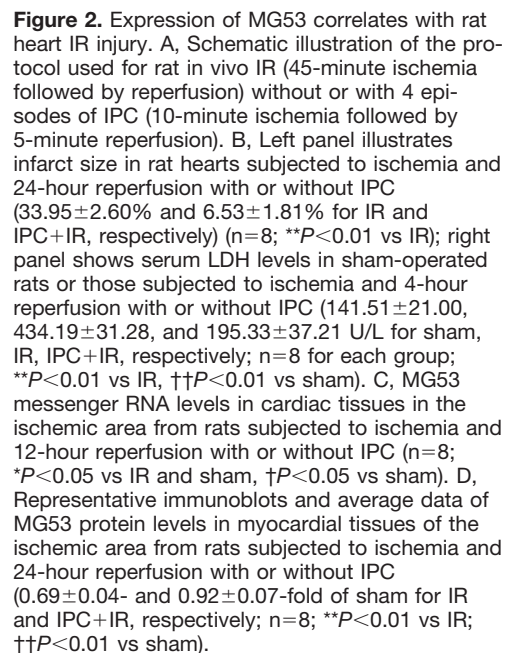 Figure 2. Expression of MG53 correlates with rat
heart IR injury. A, Schematic illustration of the pro-
tocol used for rat in vivo IR (45-minute ischemia
followed by reperfusion) without or with 4 epi-
sodes of IPC (10-minute ischemia followed by
5-minute reperfusion). B, Left panel illustrates
infarct size in rat hearts subjected to ischemia and
24-hour reperfusion with or without IPC
(33.95±2.60% and 6.53±1.81% for IR and
IPC+IR, respectively) (n=8; **P<0.01 vs IR); right
panel shows serum LDH levels in sham-operated
rats or those subjected to ischemia and 4-hour
reperfusion with or without IPC (141.51±21.00,
434.19±31.28, and 195.33±37.21 U/L for sham,
IR, IPC+IR, respectively; n=8 for each group;
**P<0.01 vs IR, ††P<0.01 vs sham). C, MG53
messenger RNA levels in cardiac tissues in the
ischemic area from rats subjected to ischemia and
12-hour reperfusion with or without IPC (n=8;
*P<0.05 vs IR and sham, †P<0.05 vs sham). D,
Representative immunoblots and average data of
MG53 protein levels in myocardial tissues of the
ischemic area from rats subjected to ischemia and
24-hour reperfusion with or without IPC
(0.69±0.04- and 0.92±0.07-fold of sham for IR
and IPC+IR, respectively; n=8; **P<0.01 vs IR;
††P<0.01 vs sham).